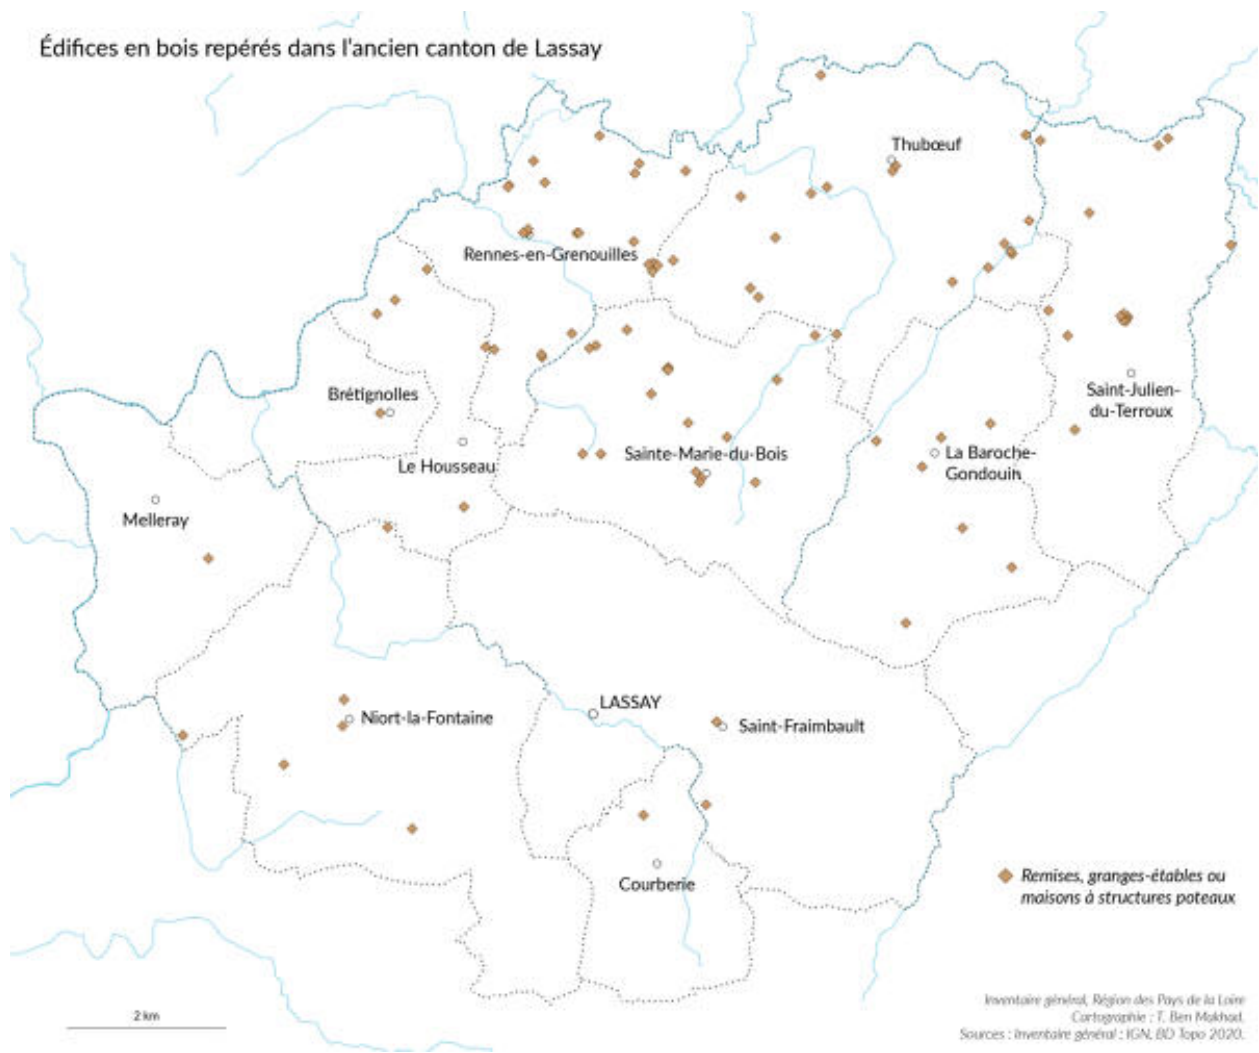 Édifices en bois repérés dans l'ancien canton de Lassay
Thubœuf
Rennes-en-Grenouilles
Brétignolles
Saint-Julien-
du-Terroux
Le Housseau
Sainte-Marie-du-Bois
La Baroche-
Gondouin
Melleray
LASSAY
Niort-la-Fontaine
Saint-Fraimbault
Courberie
Remises, granges-étables ou
maisons à structures poteaux
2 km
Inventaire général, Région des Pays de la Loire
Cartographie : T. Ben Makhad.
Sources : Inventaire général ; IGN, BD Topo 2020.